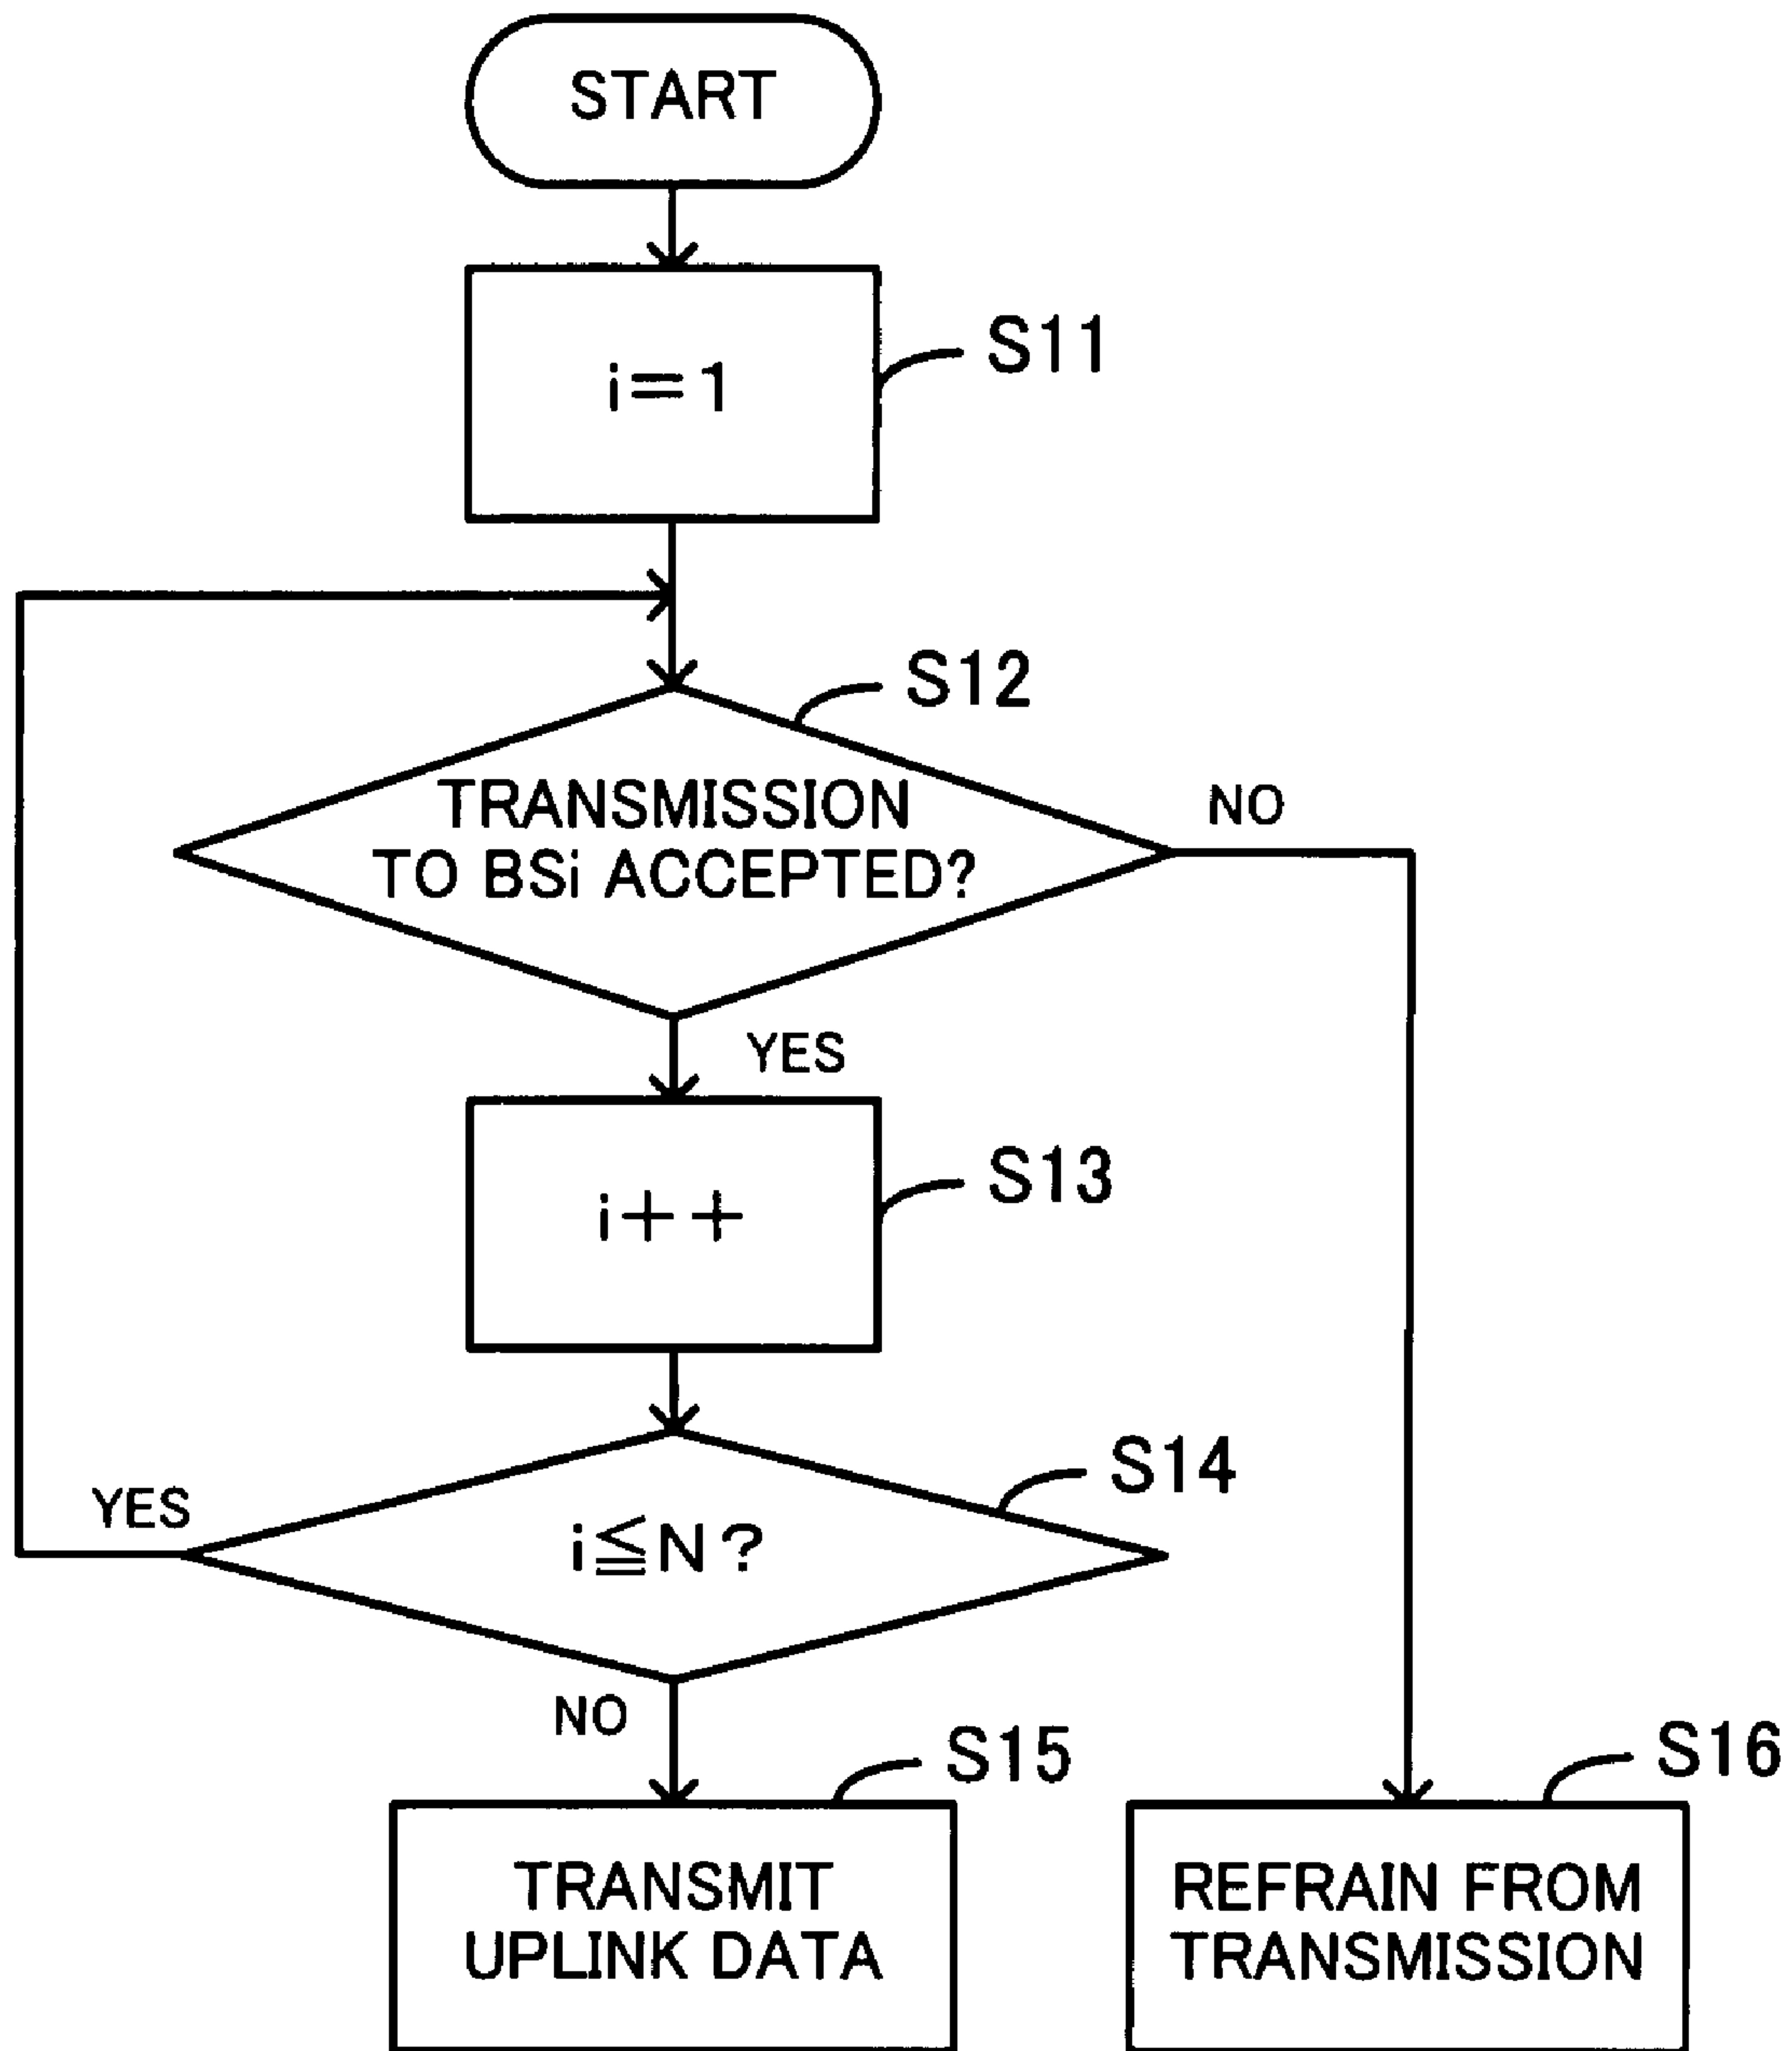 START
i=1
S11
S12
TRANSMISSION
TO BSi ACCEPTED?
NO
YES
i++
S13
S14
YES
i≦N?
NO
S15
S16
TRANSMIT
UPLINK DATA
REFRAIN FROM
TRANSMISSION